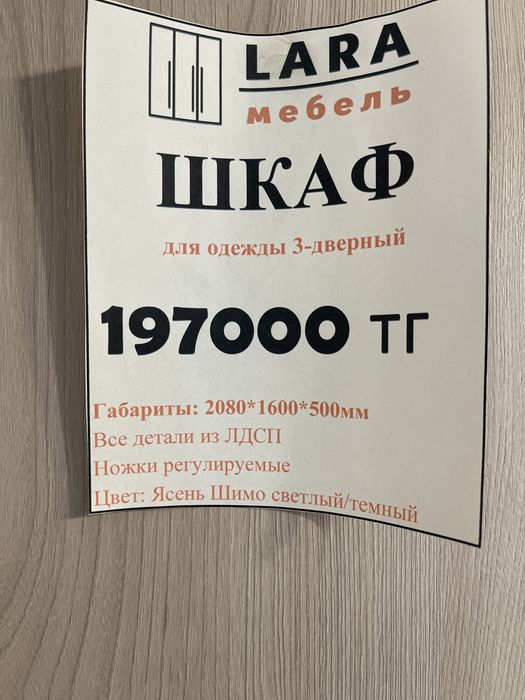 LARA
мебель
ШКАФ
для одежды 3-дверный
197000 ТГ
Габариты: 2080*1600*500мм
Все детали из ЛДСП
Ножки регулируемые
Цвет: Ясень Шимо светлый/темный